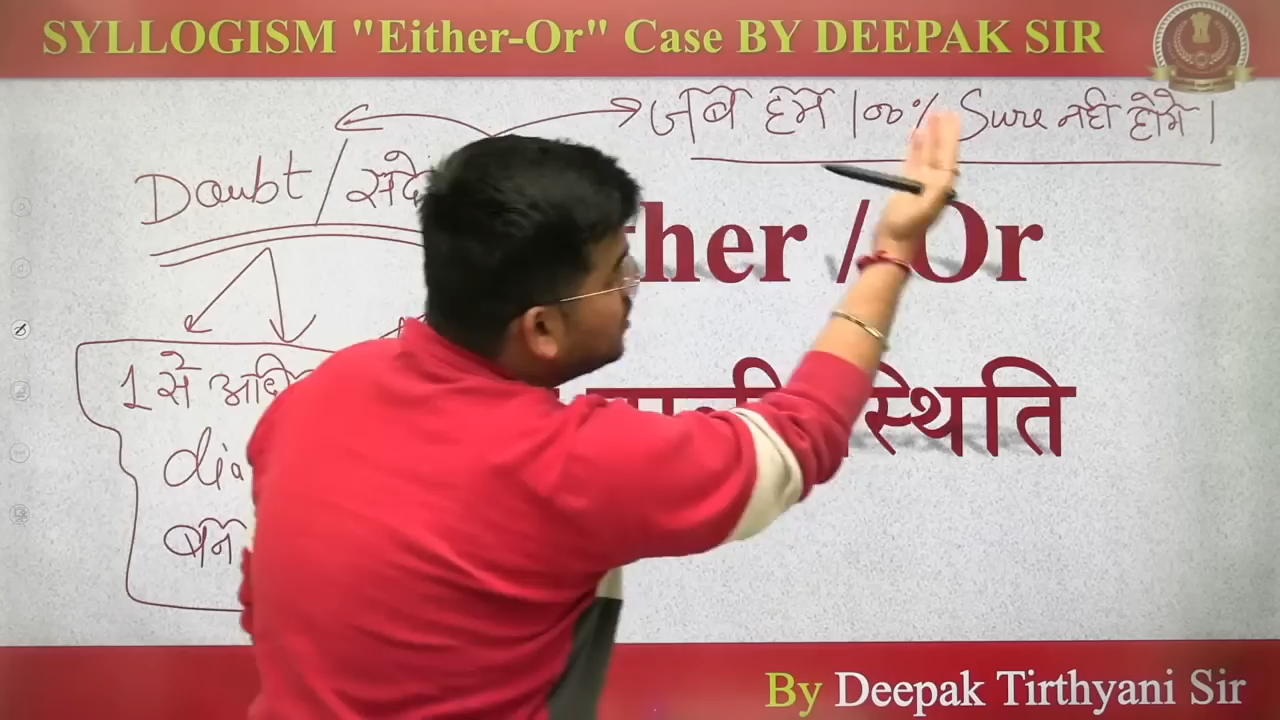 SYLLOGISM "Either-Or" Case BY DEEPAK SIR
जब हम 100% Sure नही होंगे।
Doubt / संदे
ther / Or
स्थिति
1 से अधि
dia
बन
By Deepak Tirthyani Sir